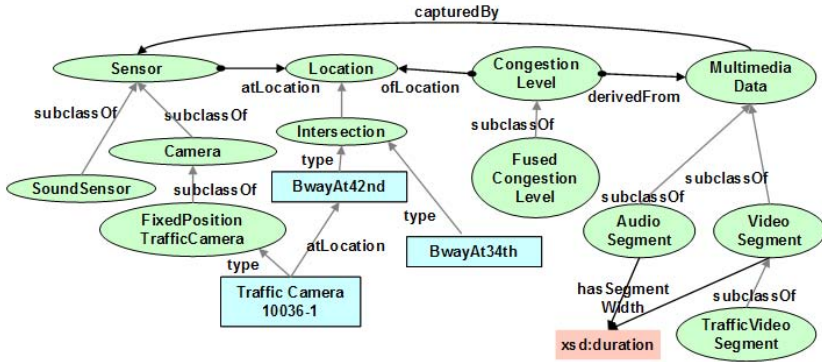 capturedBy
Sensor
atLocation
Location
ofLocation
Congestion
Level
derivedFrom
Multimedia
Data
subclassOf
subclassOf
Camera
Intersection
subclassOf
SoundSensor
subclassOf
type
BwayAt42nd
Fused
Congestion
Level
subclassOf
subclassOf
FixedPosition
TrafficCamera
type
atLocation
type
BwayAt34th
Audio
Segment
Video
Segment
Traffic Camera
10036-1
hasSegment
Width
subclassOf
xsd:duration
TrafficVideo
Segment